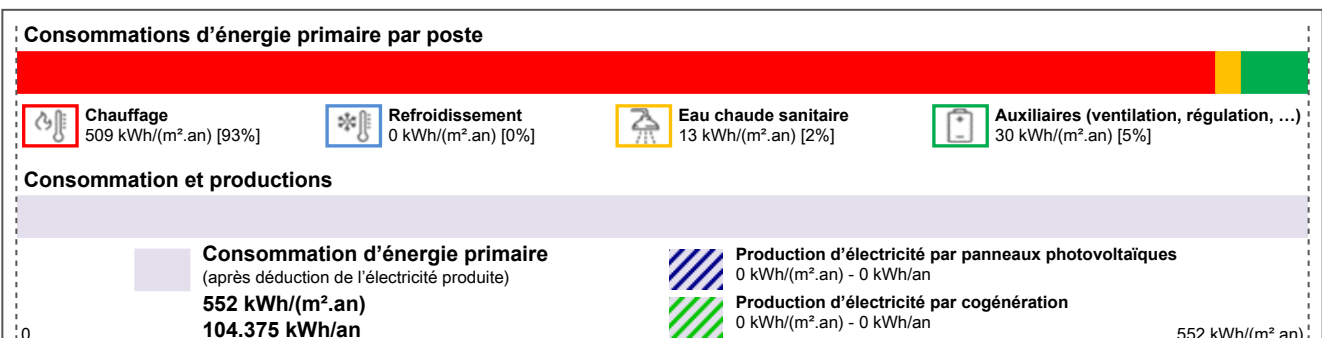 Consommations d’énergie primaire par poste
Chauffage
509 kWh/(m².an) [93%]
Refroidissement
0 kWh/(m².an) [0%]
Eau chaude sanitaire
13 kWh/(m².an) [2%]
Auxiliaires (ventilation, régulation, …)
30 kWh/(m².an) [5%]
Consommation et productions
Consommation d’énergie primaire
(après déduction de l’électricité produite)
552 kWh/(m².an)
104.375 kWh/an
Production d’électricité par panneaux photovoltaïques
0 kWh/(m².an) - 0 kWh/an
Production d’électricité par cogénération
0 kWh/(m².an) - 0 kWh/an
0
552 kWh/(m².an)